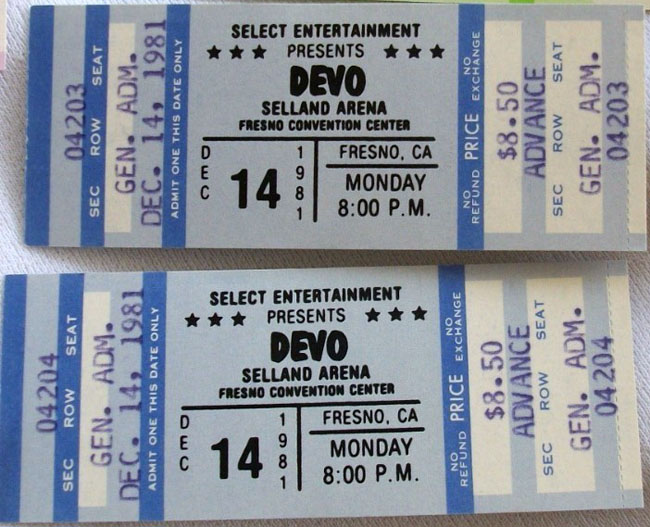 04203
SEC ROW SEAT
GEN. ADM.
DEC. 14, 1981
ADMIT ONE THIS DATE ONLY
SELECT ENTERTAINMENT
★ ★ ★ PRESENTS ★ ★ ★
DEVO
SELLAND ARENA
FRESNO CONVENTION CENTER
DEC 14 1981
FRESNO, CA
MONDAY
8:00 P.M.
NO REFUND PRICE NO EXCHANGE
$8.50
ADVANCE
SEC ROW SEAT
GEN. ADM.
04203
04204
SEC ROW SEAT
GEN. ADM.
DEC. 14, 1981
ADMIT ONE THIS DATE ONLY
SELECT ENTERTAINMENT
★ ★ ★ PRESENTS ★ ★ ★
DEVO
SELLAND ARENA
FRESNO CONVENTION CENTER
DEC 14 1981
FRESNO, CA
MONDAY
8:00 P.M.
NO REFUND PRICE NO EXCHANGE
$8.50
ADVANCE
SEC ROW SEAT
GEN. ADM.
04204